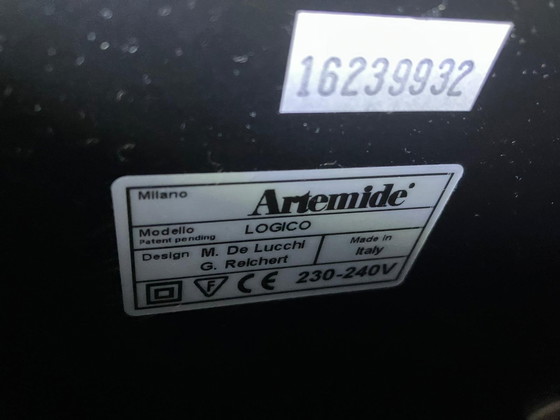 16239932
Milano Artemide
Modello LOGICO
Patent pending
Design M. De Lucchi
G. Reichert
Made in
Italy
F CE 230-240V